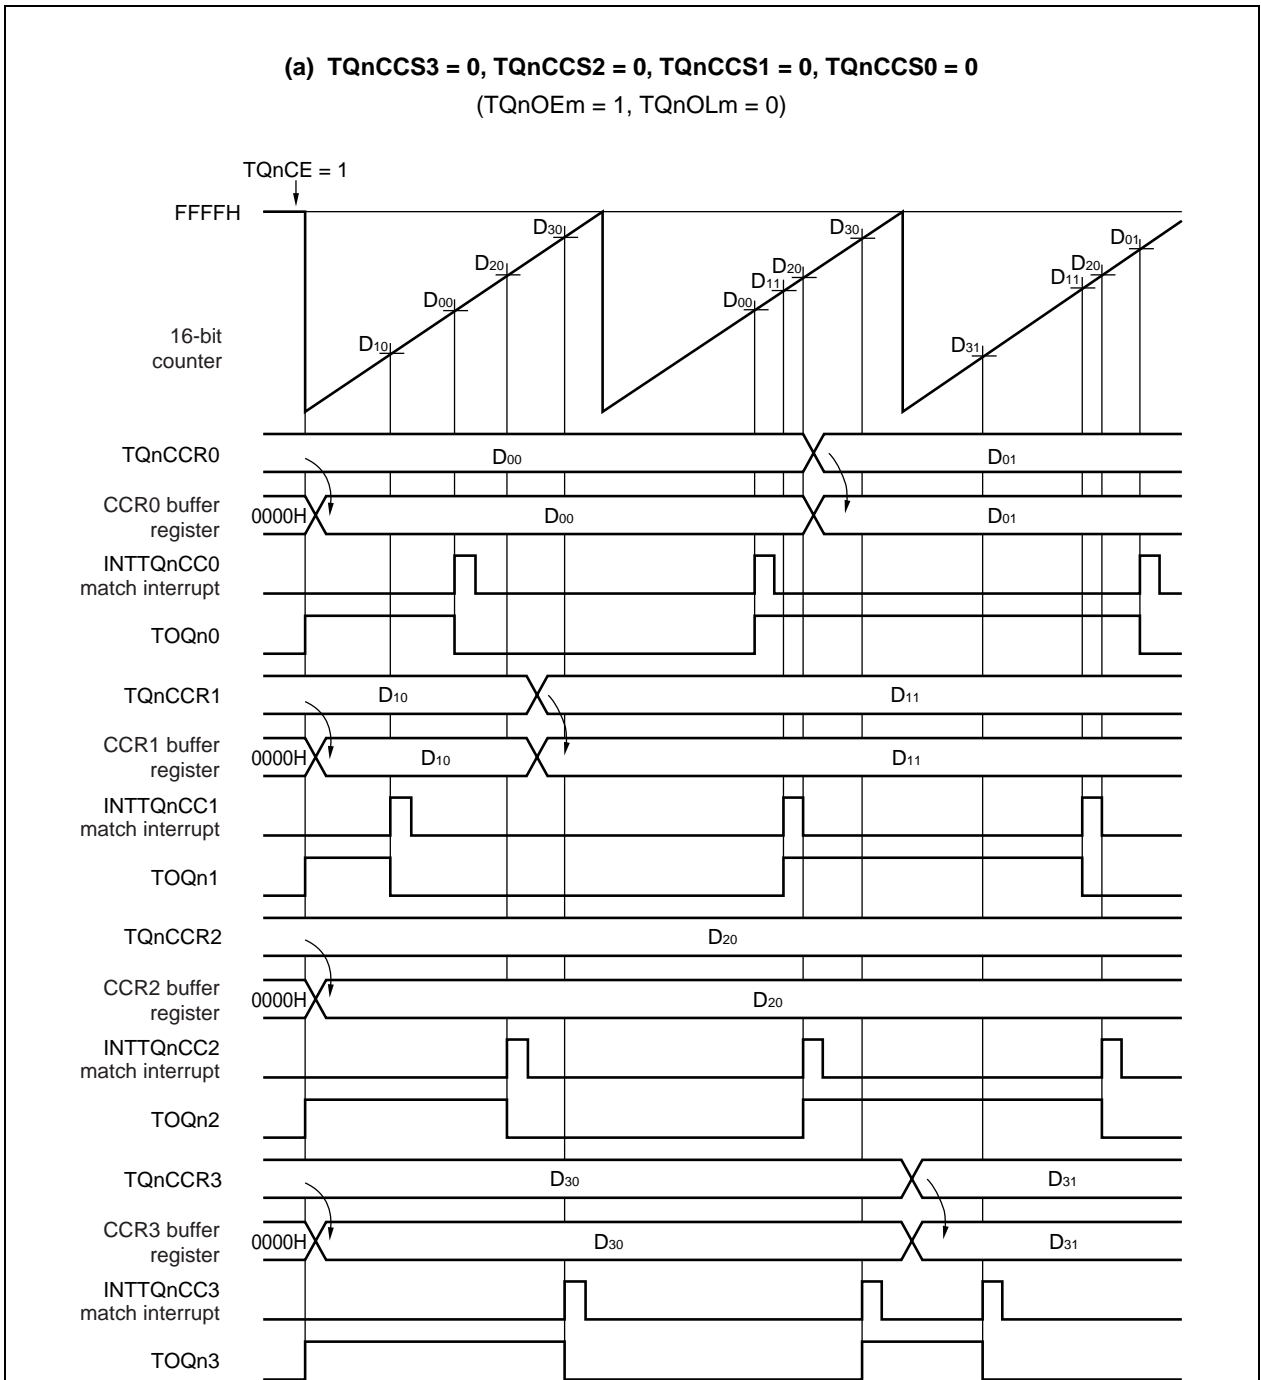 (a) TQnCCS3 = 0, TQnCCS2 = 0, TQnCCS1 = 0, TQnCCS0 = 0
(TQnOEm = 1, TQnOLm = 0)
TQnCE = 1
FFFFH
D30 D30 D01
D20 D20 D20
D11 D11
D00 D00
D10 D31
16-bit
counter
TQnCCR0
D00 D01
CCR0 buffer
register
0000H D00 D01
INTTQnCC0
match interrupt
TOQn0
TQnCCR1
D10 D11
CCR1 buffer
register
0000H D10 D11
INTTQnCC1
match interrupt
TOQn1
TQnCCR2
D20
CCR2 buffer
register
0000H D20
INTTQnCC2
match interrupt
TOQn2
TQnCCR3
D30 D31
CCR3 buffer
register
0000H D30 D31
INTTQnCC3
match interrupt
TOQn3